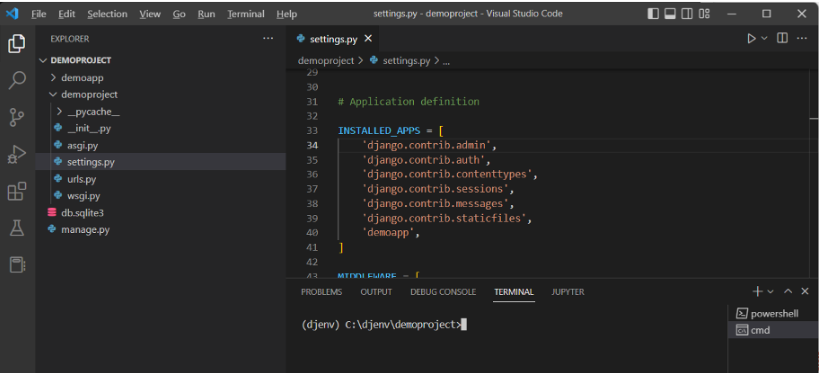 File Edit Selection View Go Run Terminal Help settings.py - demoproject - Visual Studio Code
EXPLORER
DEMOPROJECT
demoapp
demoproject
__pycache__
__init__.py
asgi.py
settings.py
urls.py
wsgi.py
db.sqlite3
manage.py
settings.py
demoproject > settings.py > ...
29
30
31 # Application definition
32
33 INSTALLED_APPS = [
34 'django.contrib.admin',
35 'django.contrib.auth',
36 'django.contrib.contenttypes',
37 'django.contrib.sessions',
38 'django.contrib.messages',
39 'django.contrib.staticfiles',
40 'demoapp',
41 ]
42
43 MIDDLEWARE = [
PROBLEMS OUTPUT DEBUG CONSOLE TERMINAL JUPYTER
(djenv) C:\djenv\demoproject>
powershell
cmd